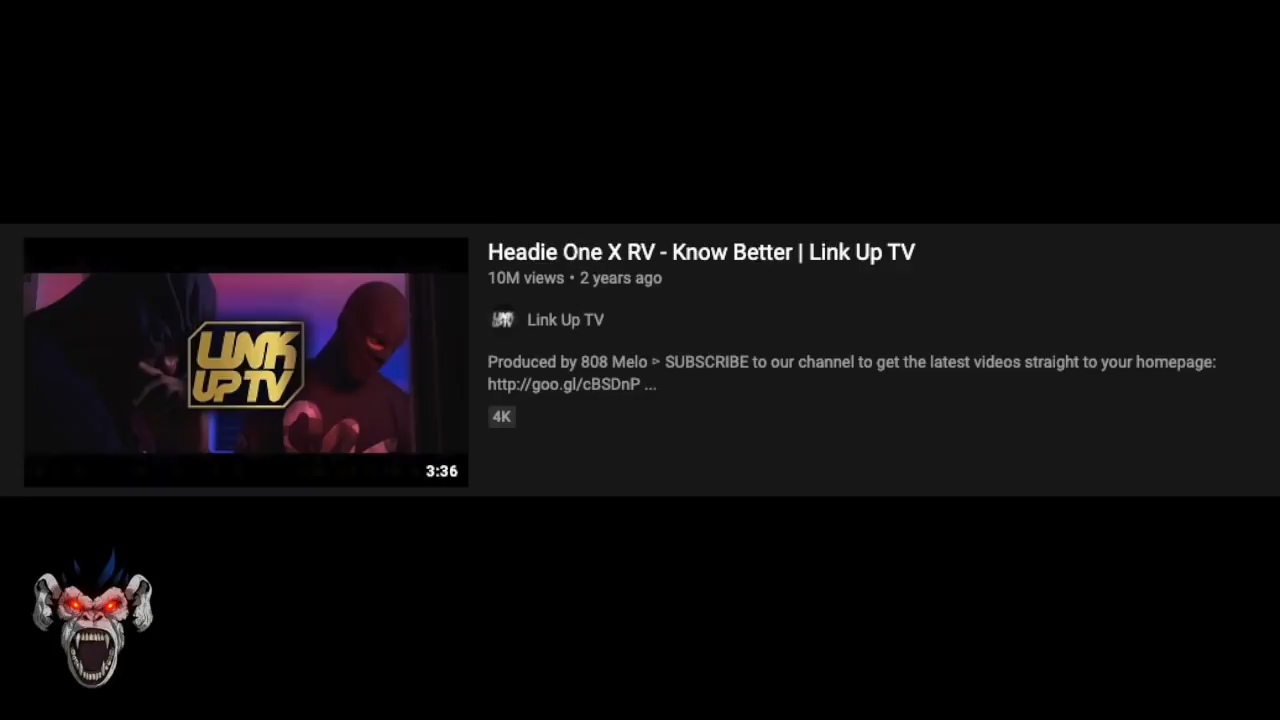 Headie One X RV - Know Better | Link Up TV
10M views • 2 years ago
LINK
UP TV
Link Up TV
Produced by 808 Melo ▹ SUBSCRIBE to our channel to get the latest videos straight to your homepage:
http://goo.gl/cBSDnP ...
4K
3:36